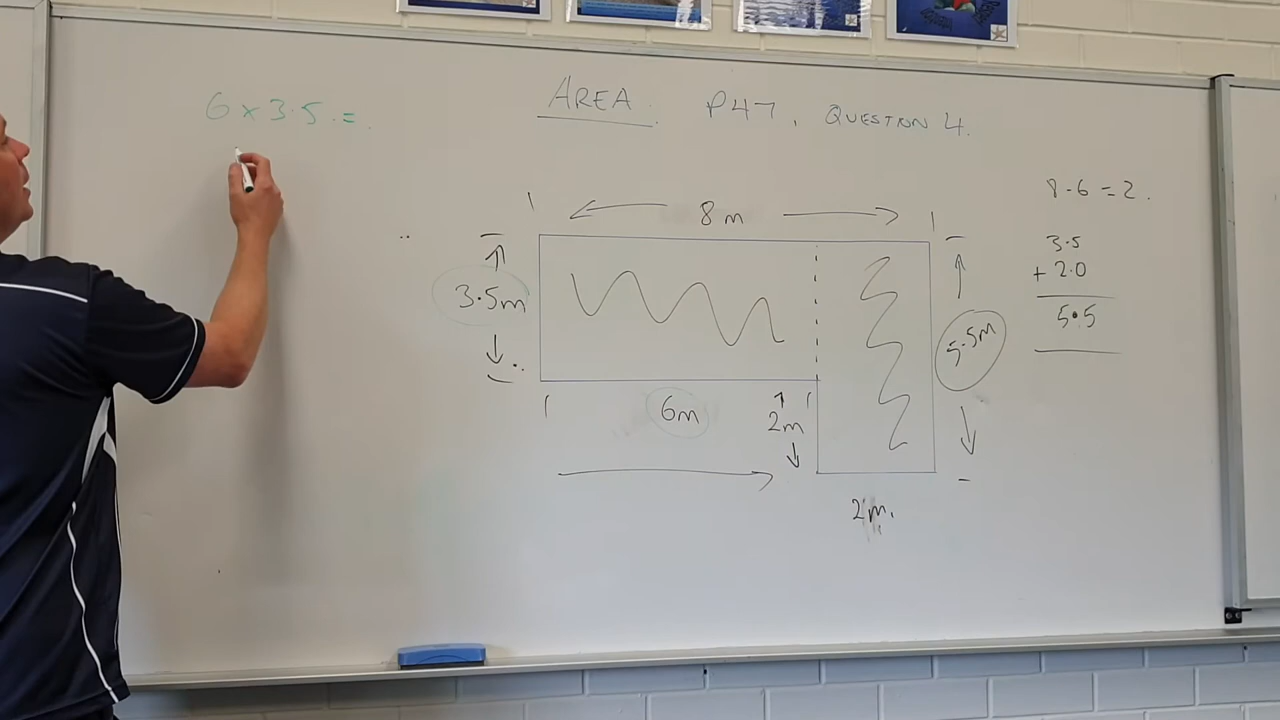 6 x 3.5. =.
AREA. P47, QUESTION 4.
8-6=2.
8m
3.5
+ 2.0
5.5
3.5m
5.5m
6m
2m
2m.